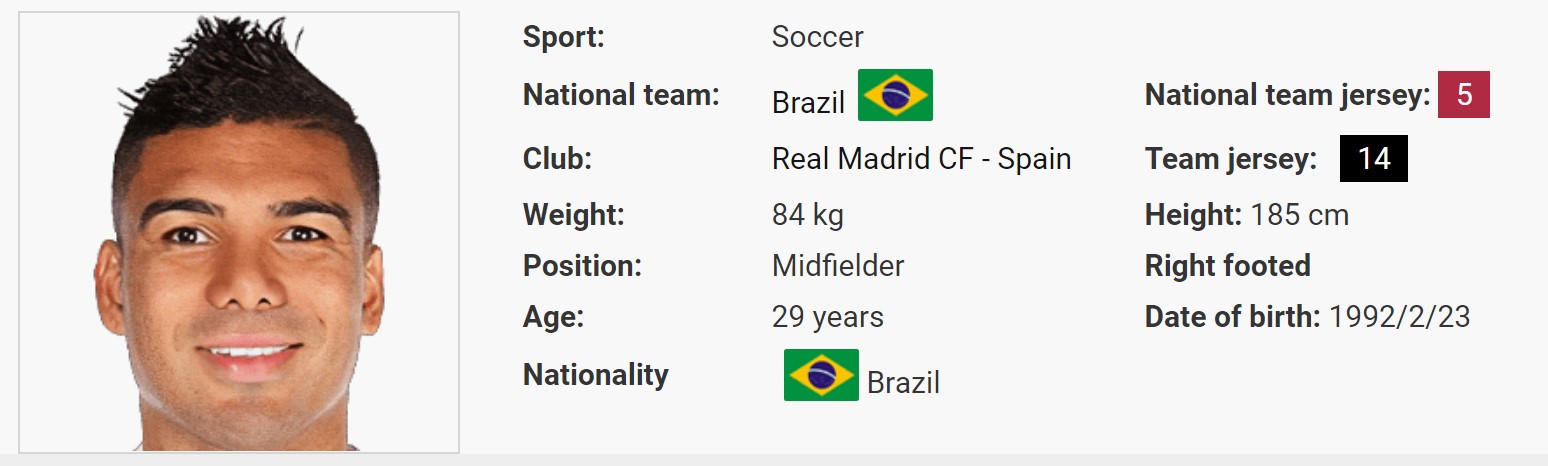 Sport: Soccer
National team: Brazil National team jersey: 5
Club: Real Madrid CF - Spain Team jersey: 14
Weight: 84 kg Height: 185 cm
Position: Midfielder Right footed
Age: 29 years Date of birth: 1992/2/23
Nationality Brazil